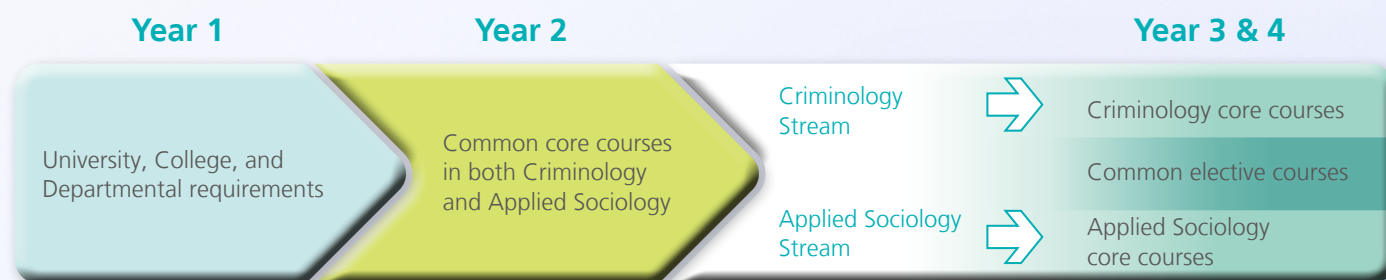 Year 1
Year 2
Year 3 & 4
University, College, and
Departmental requirements
Common core courses
in both Criminology
and Applied Sociology
Criminology
Stream
Applied Sociology
Stream
Criminology core courses
Common elective courses
Applied Sociology
core courses